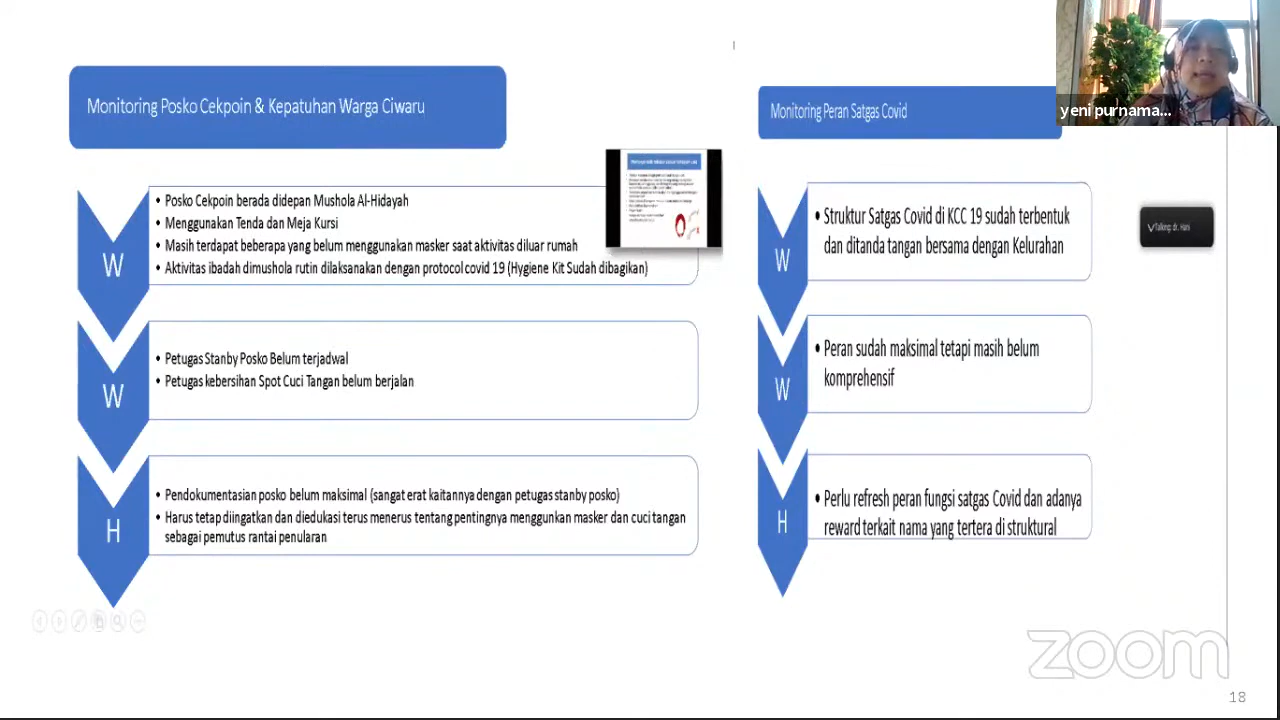 Monitoring Posko Cekpoin & Kepatuhan Warga Ciwaru
W
• Posko Cekpoin berada didepan Mushola Al-Hidayah
• Menggunakan Tenda dan Meja Kursi
• Masih terdapat beberapa yang belum menggunakan masker saat aktivitas diluar rumah
• Aktivitas ibadah dimushola rutin dilaksanakan dengan protocol covid 19 (Hygiene Kit Sudah dibagikan)
W
• Petugas Stanby Posko Belum terjadwal
• Petugas kebersihan Spot Cuci Tangan belum berjalan
H
• Pendokumentasian posko belum maksimal (sangat erat kaitannya dengan petugas stanby posko)
• Harus tetap diingatkan dan diedukasi terus menerus tentang pentingnya menggunkan masker dan cuci tangan
sebagai pemutus rantai penularan
Monitoring Peran Satgas Covid
W
• Struktur Satgas Covid di KCC 19 sudah terbentuk
dan ditanda tangan bersama dengan Kelurahan
W
• Peran sudah maksimal tetapi masih belum
komprehensif
H
• Perlu refresh peran fungsi satgas Covid dan adanya
reward terkait nama yang tertera di struktural
yeni purnama...
Talking: dr. Hani
zoom
18